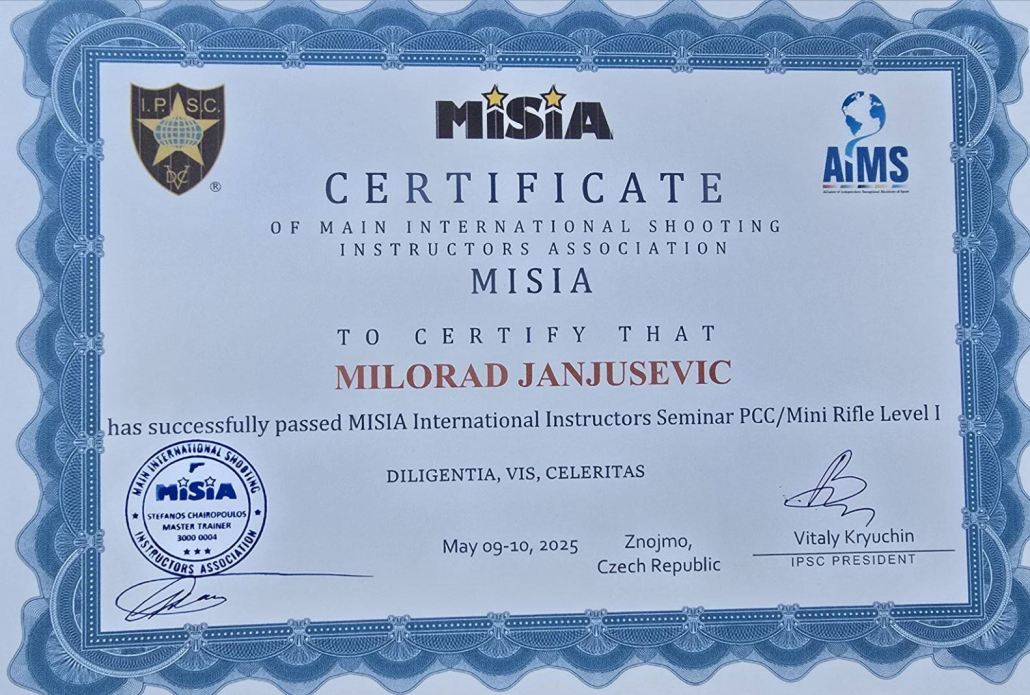 I.P.S.C.
DVC
®
MiSiA
AiMS
CERTIFICATE
OF MAIN INTERNATIONAL SHOOTING
INSTRUCTORS ASSOCIATION
MISIA
TO CERTIFY THAT
MILORAD JANJUSEVIC
has successfully passed MISIA International Instructors Seminar PCC/Mini Rifle Level I
DILIGENTIA, VIS, CELERITAS
MAIN INTERNATIONAL SHOOTING
MiSiA
STEFANOS CHAIROPOULOS
MASTER TRAINER
3000 0004
INSTRUCTORS ASSOCIATION
May 09-10, 2025
Znojmo,
Czech Republic
Vitaly Kryuchin
IPSC PRESIDENT